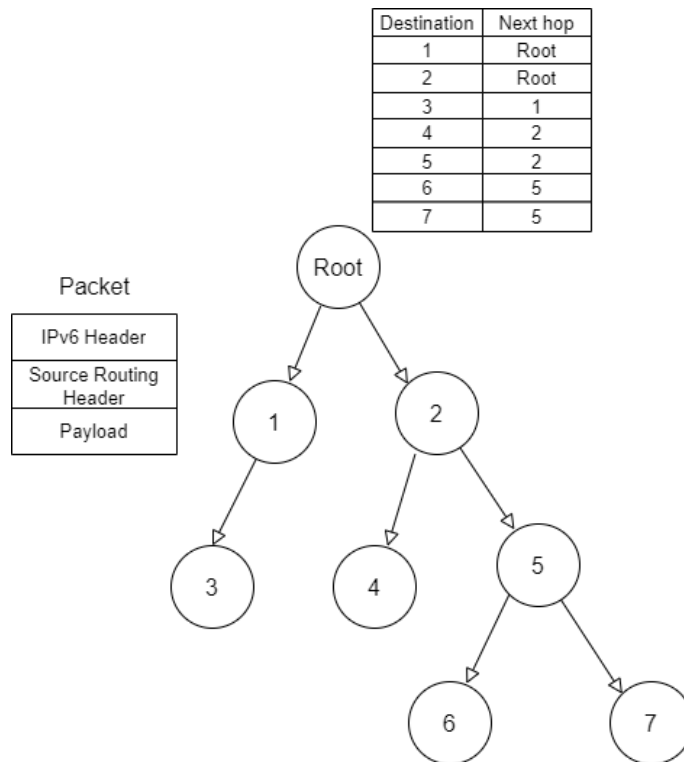 Destination Next hop
1 Root
2 Root
3 1
4 2
5 2
6 5
7 5
Root
Packet
IPv6 Header
Source Routing
Header
Payload
1
2
3
4
5
6
7